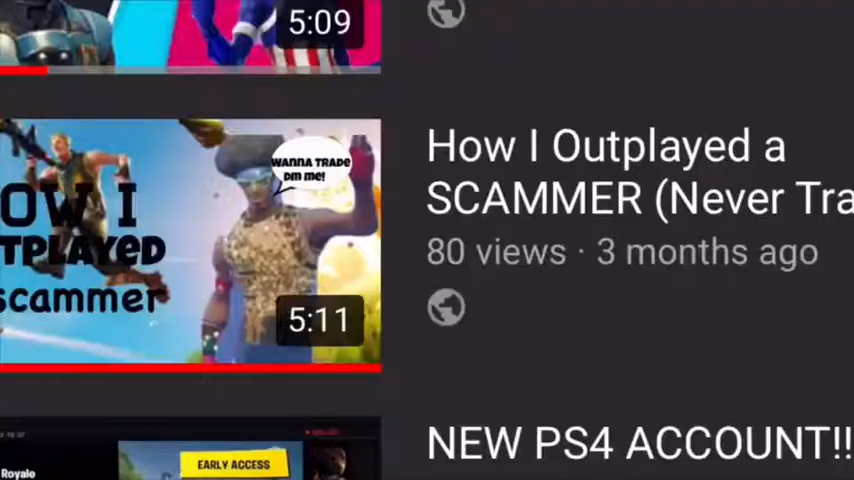 5:09
WANNA TRADE
DM ME!
OW I
TPLAYED
scammer
5:11
How I Outplayed a
SCAMMER (Never Tra
80 views · 3 months ago
EARLY ACCESS
Royale
NEW PS4 ACCOUNT!!